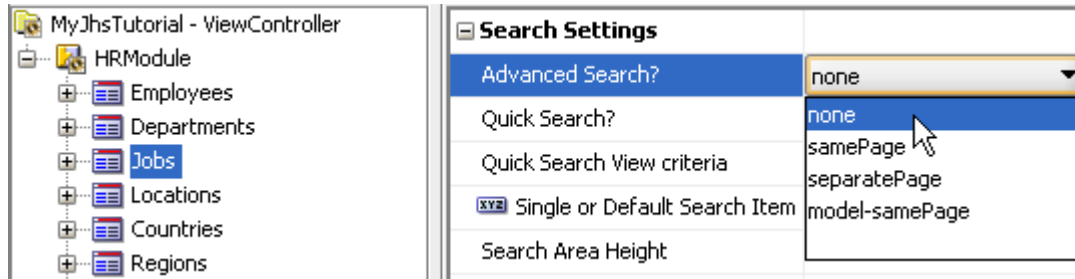 MyJhsTutorial - ViewController
HRModule
Employees
Departments
Jobs
Locations
Countries
Regions
Search Settings
Advanced Search?
none
Quick Search?
none
Quick Search View criteria
samePage
separatePage
XYZ Single or Default Search Item
model-samePage
Search Area Height